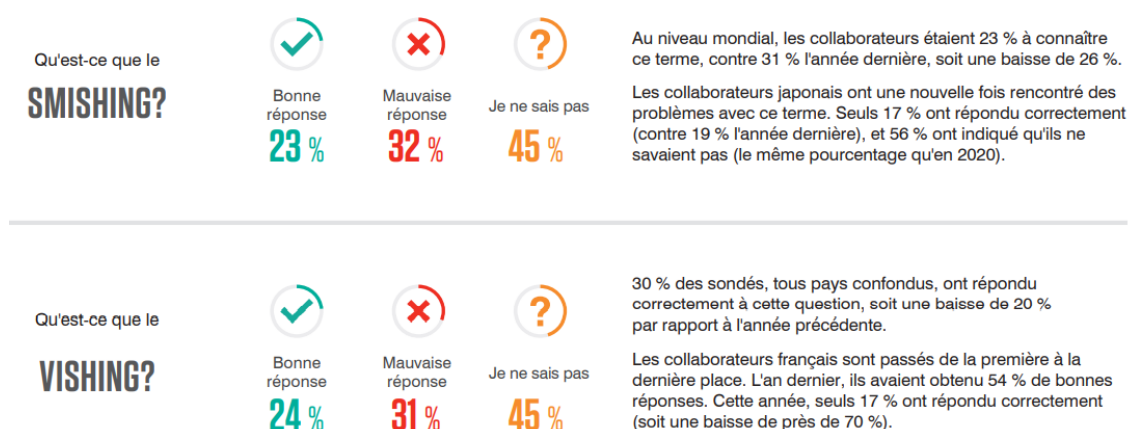 Qu'est-ce que le
SMISHING?
Bonne
réponse
23 %
Mauvaise
réponse
32 %
Je ne sais pas
45 %
Au niveau mondial, les collaborateurs étaient 23 % à connaître
ce terme, contre 31 % l'année dernière, soit une baisse de 26 %.
Les collaborateurs japonais ont une nouvelle fois rencontré des
problèmes avec ce terme. Seuls 17 % ont répondu correctement
(contre 19 % l'année dernière), et 56 % ont indiqué qu'ils ne
savaient pas (le même pourcentage qu'en 2020).
Qu'est-ce que le
VISHING?
Bonne
réponse
24 %
Mauvaise
réponse
31 %
Je ne sais pas
45 %
30 % des sondés, tous pays confondus, ont répondu
correctement à cette question, soit une baisse de 20 %
par rapport à l'année précédente.
Les collaborateurs français sont passés de la première à la
dernière place. L'an dernier, ils avaient obtenu 54 % de bonnes
réponses. Cette année, seuls 17 % ont répondu correctement
(soit une baisse de près de 70 %).